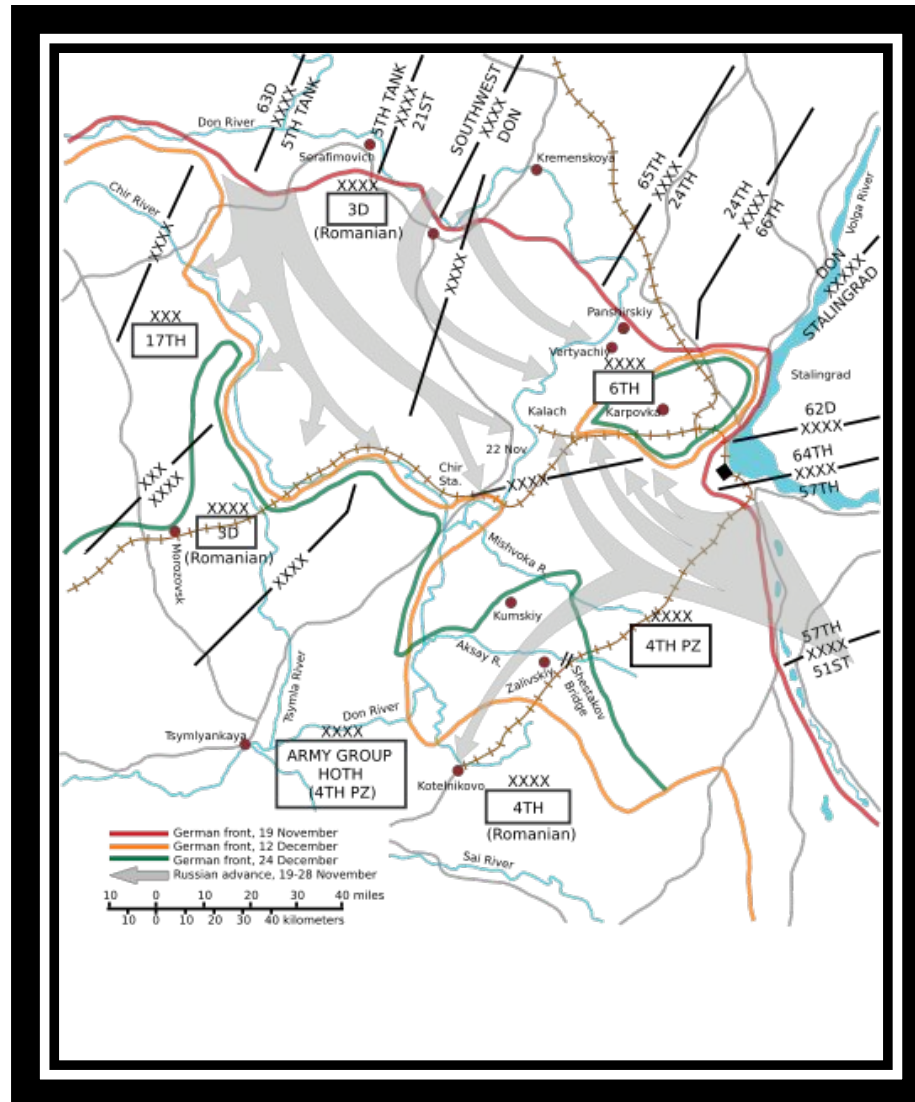 63D
XXXX
5TH TANK
5TH TANK
XXXX
21ST
SOUTHWEST
XXXX
DON
Don River
Serafimovich
Kremenskoya
65TH
XXXX
24TH
24TH
XXXX
66TH
Volga River
DON
XXXXX
STALINGRAD
Chir River
XXXX
XXXX
3D
(Romanian)
XXXX
XXX
17TH
Panshirskiy
Vertyachiy
XXXX
6TH
Karpovka
Stalingrad
Kalach
62D
XXXX
64TH
XXXX
57TH
22 Nov
Chir
Sta.
XXXX
XXX
XXXX
XXXX
3D
(Romanian)
Morozovsk
XXXX
Mishvoka R.
Kumskiy
XXXX
4TH PZ
57TH
XXXX
51ST
Aksay R.
Zalivskiy
Shestakov
Bridge
Tsymla River
Don River
Tsymlyankaya
XXXX
ARMY GROUP
HOTH
(4TH PZ)
Kotelnikovo
XXXX
4TH
(Romanian)
Sal River
German front, 19 November
German front, 12 December
German front, 24 December
Russian advance, 19-28 November
10 0 10 20 30 40 miles
10 0 10 20 30 40 kilometers